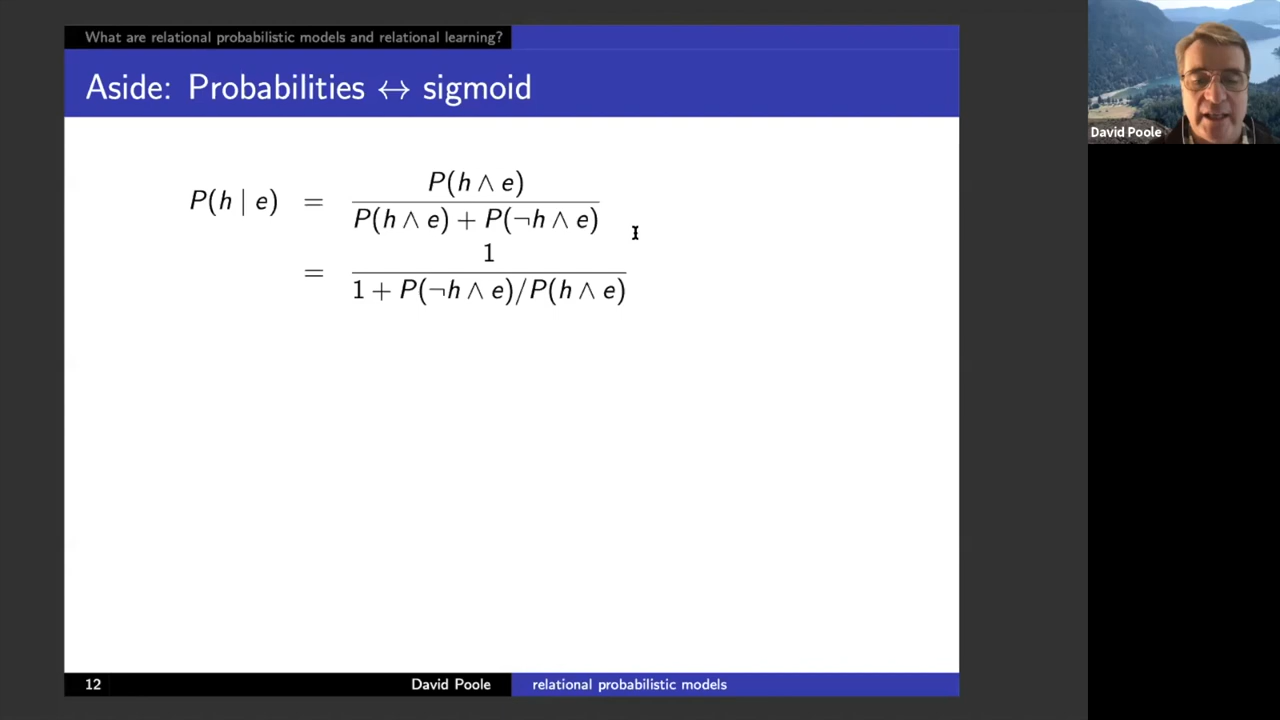 What are relational probabilistic models and relational learning?
Aside: Probabilities ↔ sigmoid
David Poole
P(h | e) = P(h ∧ e) / P(h ∧ e) + P(¬h ∧ e)
= 1 / 1 + P(¬h ∧ e)/P(h ∧ e)
12 David Poole relational probabilistic models